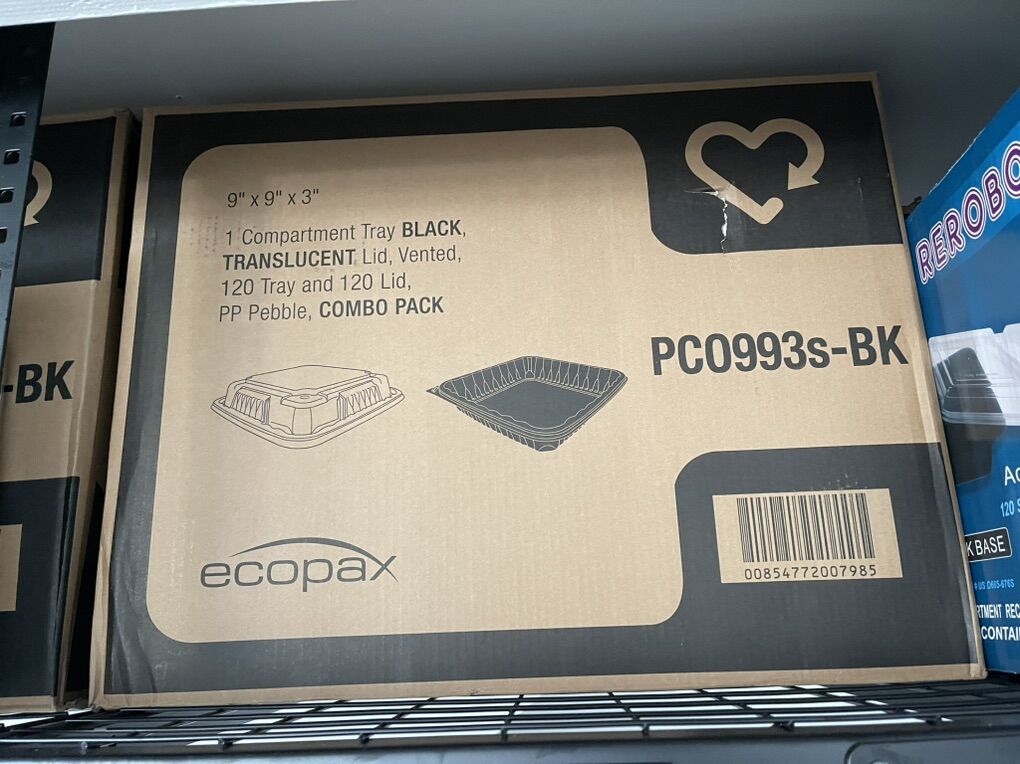 9" x 9" x 3"
1 Compartment Tray BLACK,
TRANSLUCENT Lid, Vented,
120 Tray and 120 Lid,
PP Pebble, COMBO PACK
PCO993s-BK
ecopax
00854772007985
-BK
REROBO
120
K BASE
CONTAI